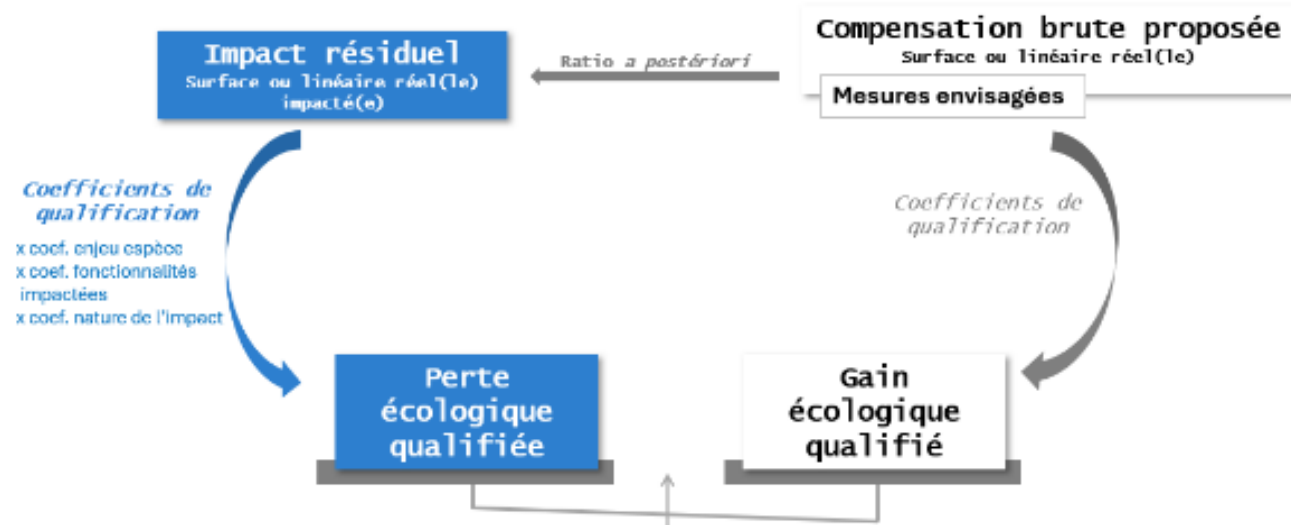 Impact résiduel
Surface ou linéaire réel(le)
impacté(e)
Ratio a postériori
Compensation brute proposée
Surface ou linéaire réel(le)
Mesures envisagées
Coefficients de
qualification
x coef. enjeu espèce
x coef. fonctionnalités
impactées
x coef. nature de l'impact
Coefficients de
qualification
Perte
écologique
qualifiée
Gain
écologique
qualifié